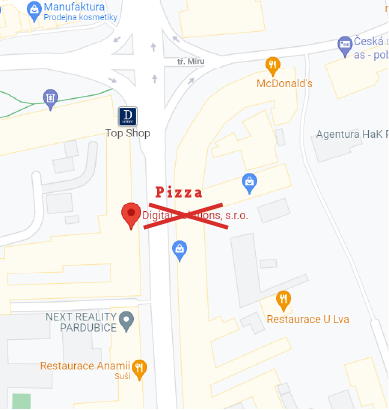 Manufaktura
Prodejna kosmetiky
Česká s
as - pob
tř. Míru
McDonald's
D
Top Shop
Agentura HaK P
Pizza
Digital Solutions, s.r.o.
NEXT REALITY
PARDUBICE
Restaurace U Lva
Restaurace Anamii
Suši